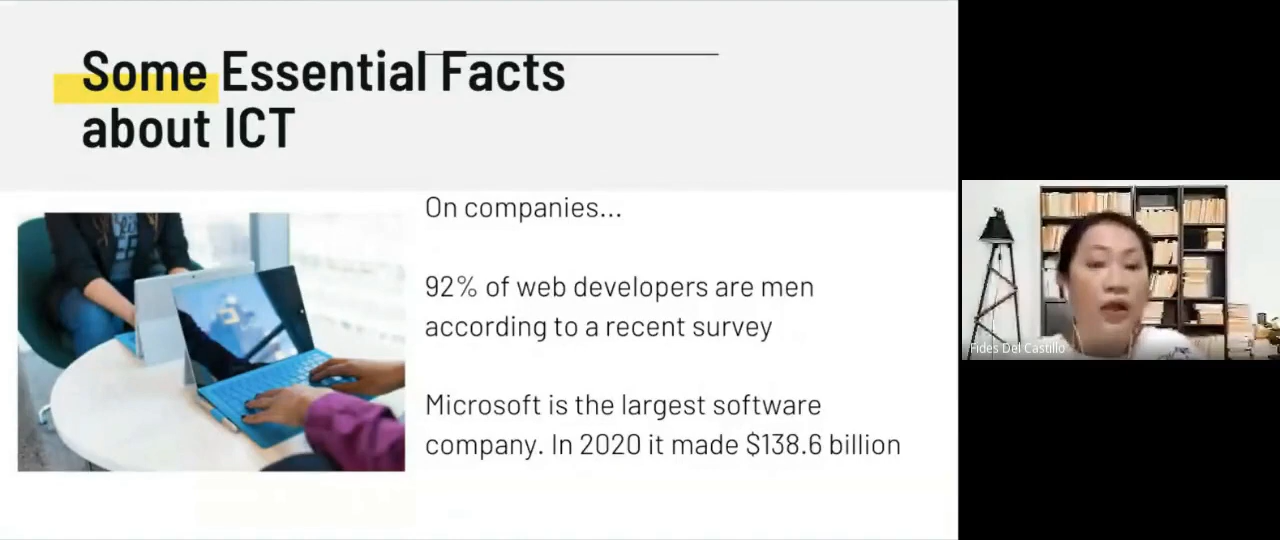 Some Essential Facts
about ICT
On companies...
92% of web developers are men
according to a recent survey
Microsoft is the largest software
company. In 2020 it made $138.6 billion
Fides Del Castillo